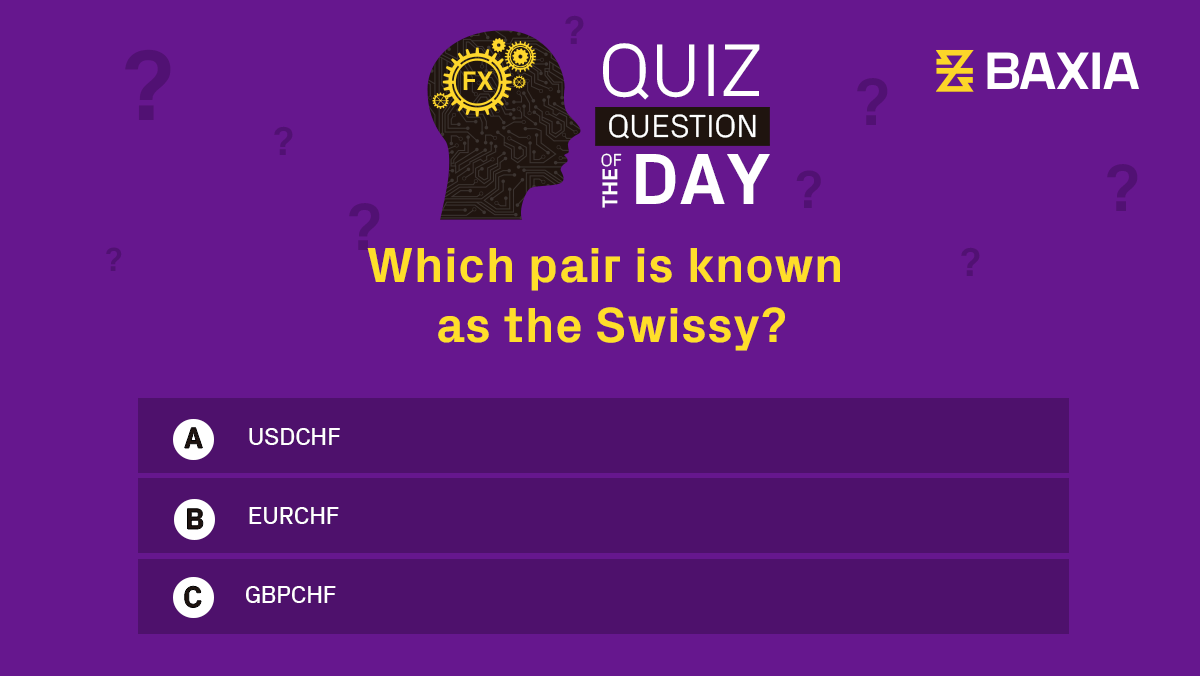 FX
QUIZ
QUESTION
OF THE
DAY
BAXIA
?
?
?
?
?
?
?
?
?
?
Which pair is known
as the Swissy?
A USDCHF
B EURCHF
C GBPCHF